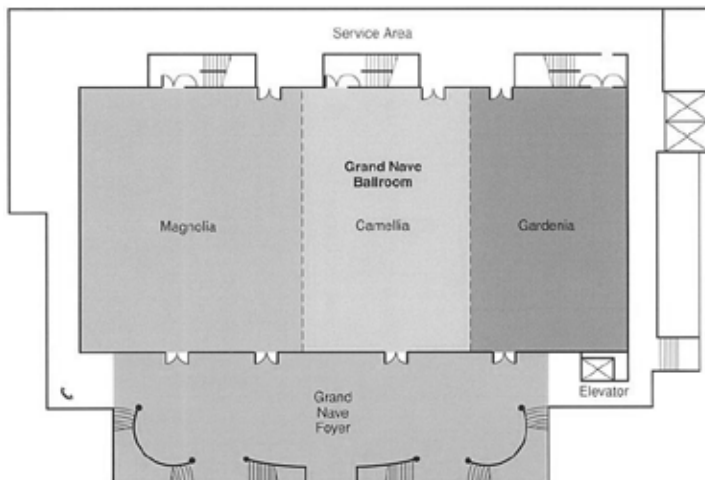 Service Area
Grand Nave
Ballroom
Magnolia
Camellia
Gardenia
Grand
Nave
Foyer
Elevator